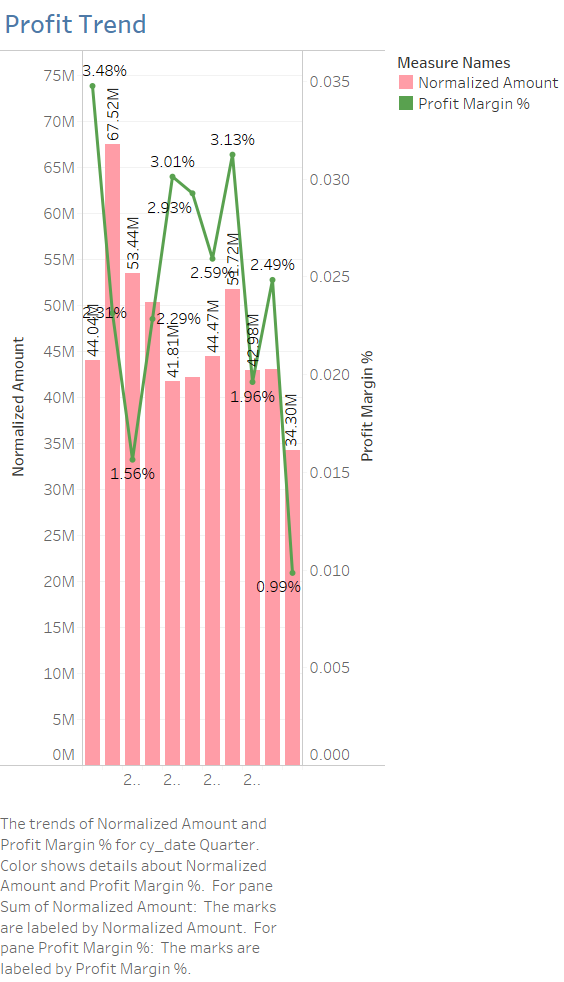 Profit Trend
Measure Names
Normalized Amount
Profit Margin %
75M
70M
65M
60M
55M
50M
45M
40M
35M
30M
25M
20M
15M
10M
5M
0M
Normalized Amount
3.48%
67.52M
3.13%
3.01%
2.93%
53.44M
51.72M
2.59%
2.49%
2.31%
44.04M
2.29%
41.81M
44.47M
42.98M
1.96%
34.30M
1.56%
0.99%
0.035
0.030
0.025
0.020
0.015
0.010
0.005
0.000
Profit Margin %
2..
2..
2..
2..
The trends of Normalized Amount and
Profit Margin % for cy_date Quarter.
Color shows details about Normalized
Amount and Profit Margin %.  For pane
Sum of Normalized Amount:  The marks
are labeled by Normalized Amount.  For
pane Profit Margin %:  The marks are
labeled by Profit Margin %.